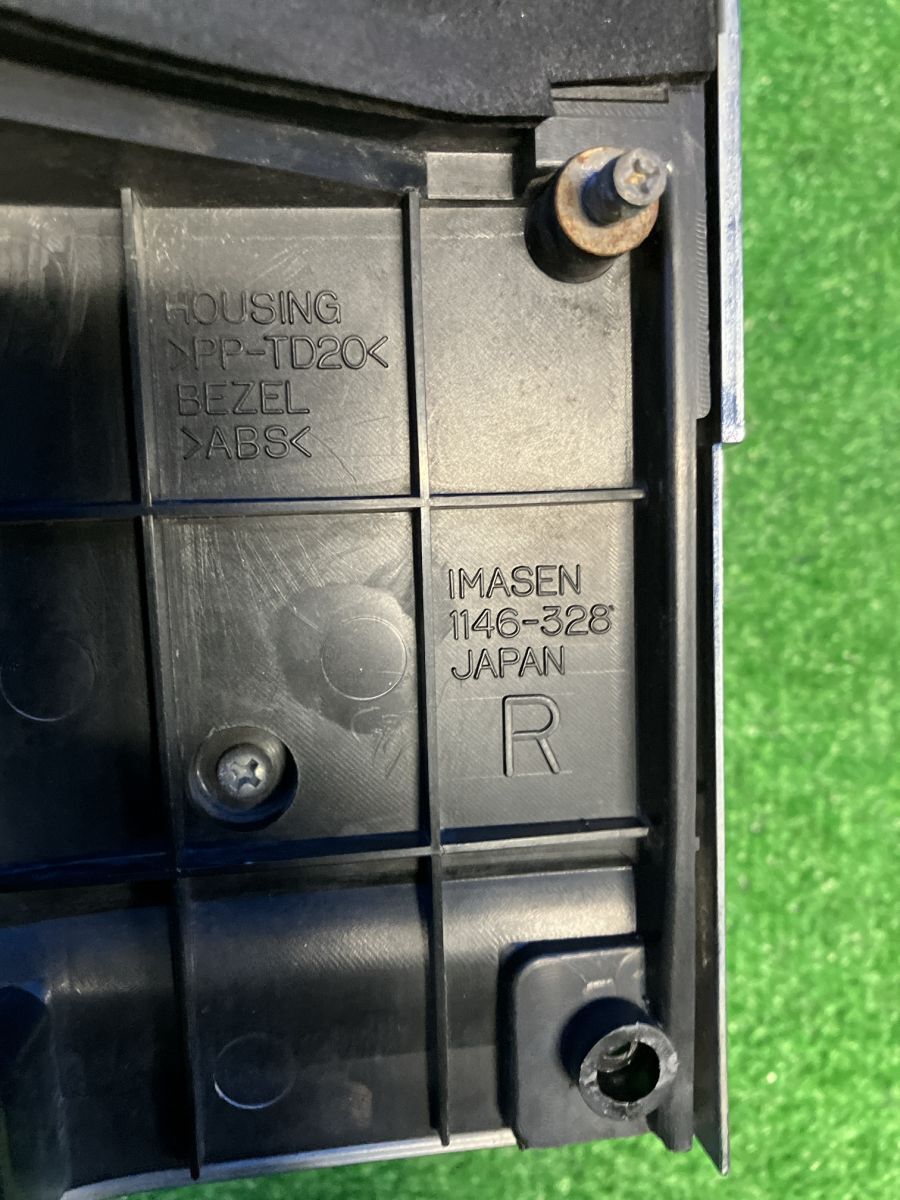 HOUSING
>PP-TD20<
BEZEL
>ABS<
IMASEN
1146-328
JAPAN
R